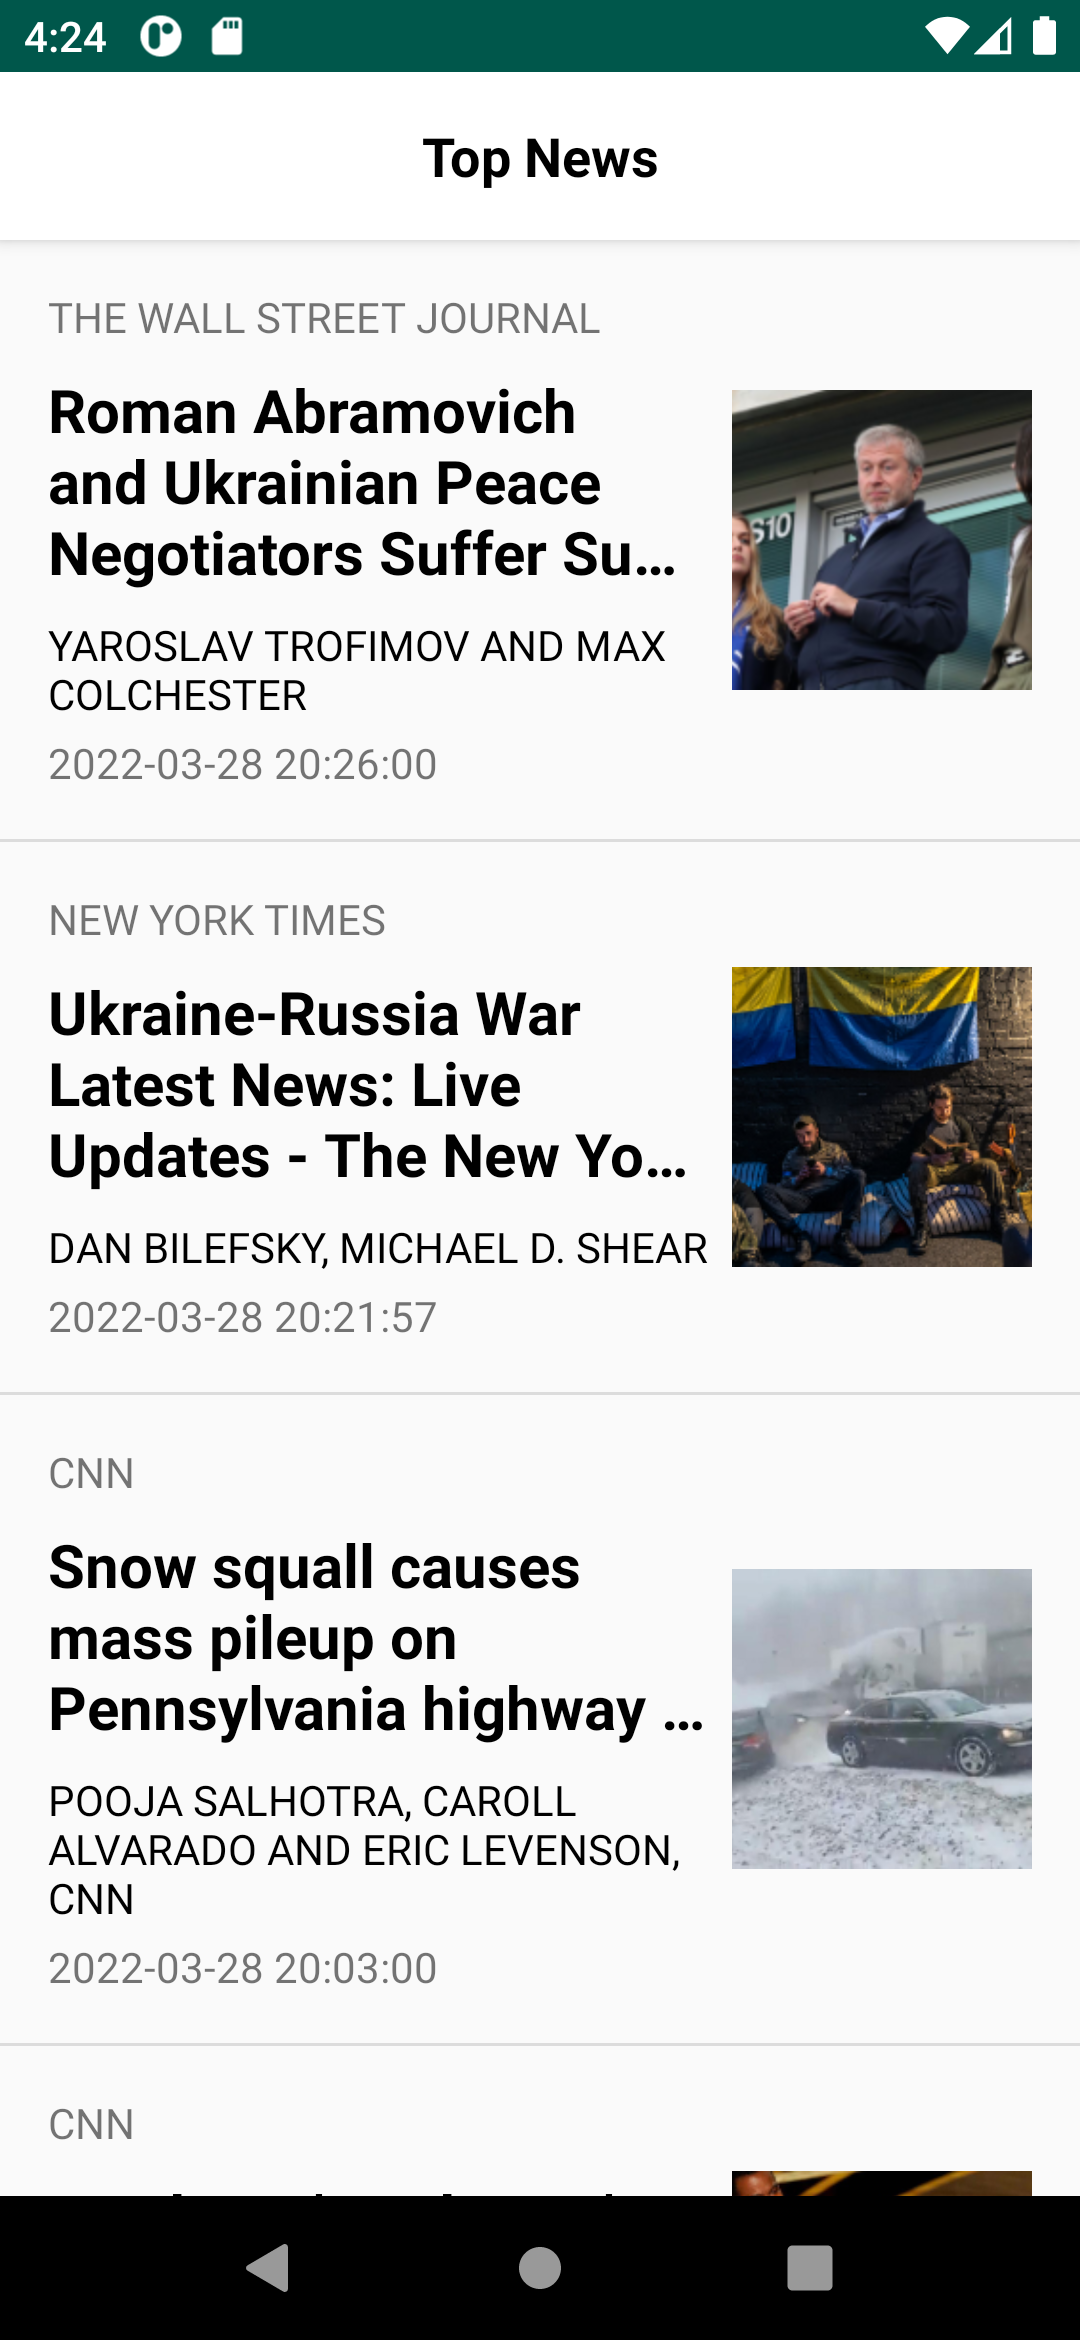 4:24
Top News
THE WALL STREET JOURNAL
Roman Abramovich
and Ukrainian Peace
Negotiators Suffer Su...
S10
YAROSLAV TROFIMOV AND MAX
COLCHESTER
2022-03-28 20:26:00
NEW YORK TIMES
Ukraine-Russia War
Latest News: Live
Updates - The New Yo...
DAN BILEFSKY, MICHAEL D. SHEAR
2022-03-28 20:21:57
CNN
Snow squall causes
mass pileup on
Pennsylvania highway ...
POOJA SALHOTRA, CAROLL
ALVARADO AND ERIC LEVENSON,
CNN
2022-03-28 20:03:00
CNN